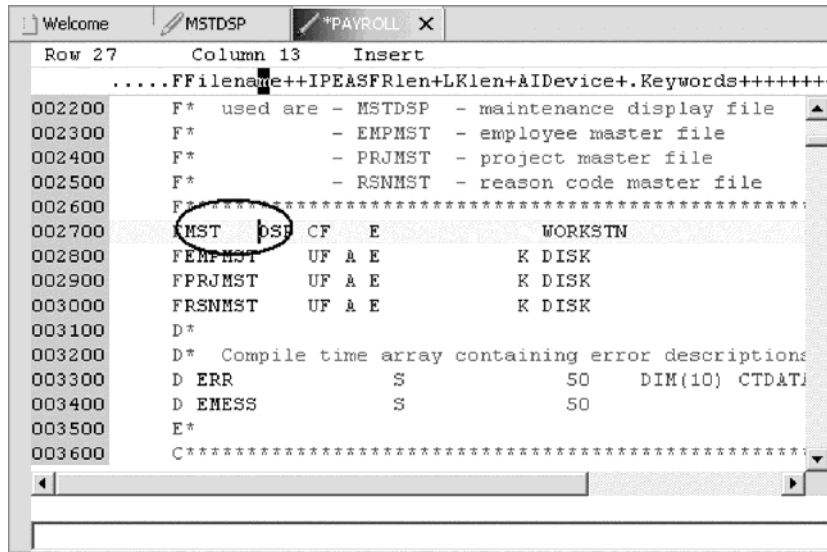 Welcome MSTDSP *PAYROLL
Row 27 Column 13 Insert
.....FFilename++IPEASFRlen+LKlen+AIDevice+.Keywords+++++++
002200 F* used are - MSTDSP - maintenance display file
002300 F* - EMPMST - employee master file
002400 F* - PRJMST - project master file
002500 F* - RSNMST - reason code master file
002600 F*************************************************************
002700 FMST DSP CF E WORKSTN
002800 FEMPMST UF A E K DISK
002900 FPRJMST UF A E K DISK
003000 FRSNMST UF A E K DISK
003100 D*
003200 D* Compile time array containing error descriptions
003300 D ERR S 50 DIM(10) CTDATA
003400 D EMESS S 50
003500 E*
003600 C*************************************************************